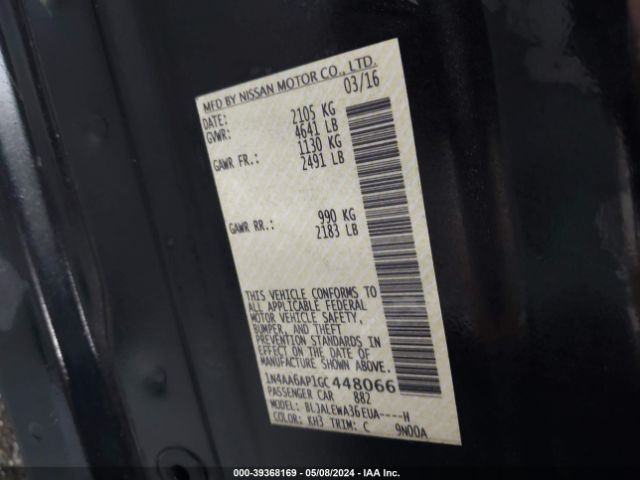 MFD BY NISSAN MOTOR CO., LTD.
DATE: 03/16
GVWR: 2105 KG
4641 LB
GAWR FR.: 1130 KG
2491 LB
GAWR RR.: 990 KG
2183 LB
THIS VEHICLE CONFORMS TO
ALL APPLICABLE FEDERAL
MOTOR VEHICLE SAFETY,
BUMPER, AND THEFT
PREVENTION STANDARDS IN
EFFECT ON THE DATE OF
MANUFACTURE SHOWN ABOVE.
1N4AA6AP1GC448066
PASSENGER CAR 882
MODEL: BLJALEWA36EUA----H
COLOR: KH3 TRIM: C 9N00A
000-39368169 - 05/08/2024 - IAA Inc.